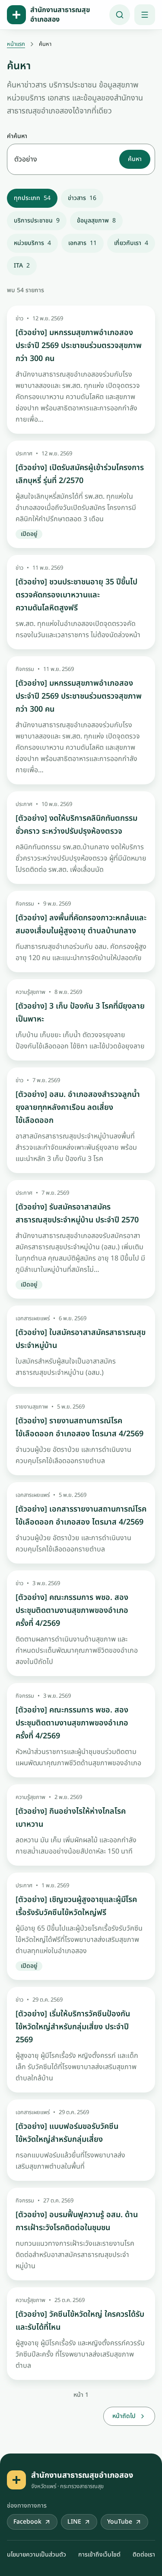 สำนักงานสาธารณสุข
อำเภอสอง
หน้าแรก > ค้นหา
ค้นหา
ค้นหาข่าวสาร บริการประชาชน ข้อมูลสุขภาพ
หน่วยบริการ เอกสาร และข้อมูลของสำนักงาน
สาธารณสุขอำเภอสองได้จากที่เดียว
คำค้นหา
ตัวอย่าง
ค้นหา
ทุกประเภท 54
ข่าวสาร 16
บริการประชาชน 9
ข้อมูลสุขภาพ 8
หน่วยบริการ 4
เอกสาร 11
เกี่ยวกับเรา 4
ITA 2
พบ 54 รายการ
ข่าว • 12 พ.ย. 2569
[ตัวอย่าง] มหกรรมสุขภาพอำเภอสอง
ประจำปี 2569 ประชาชนร่วมตรวจสุขภาพ
กว่า 300 คน
สำนักงานสาธารณสุขอำเภอสองร่วมกับโรง
พยาบาลสองและ รพ.สต. ทุกแห่ง เปิดจุดตรวจคัด
กรองเบาหวาน ความดันโลหิต ตรวจสุขภาพ
ช่องปาก และสาธิตอาหารและการออกกำลัง
กายเพื่อ…
ประกาศ • 12 พ.ย. 2569
[ตัวอย่าง] เปิดรับสมัครผู้เข้าร่วมโครงการ
เลิกบุหรี่ รุ่นที่ 2/2570
ผู้สนใจเลิกบุหรี่สมัครได้ที่ รพ.สต. ทุกแห่งใน
อำเภอสองเมื่อถึงวันเปิดรับสมัคร โครงการมี
คลินิกให้คำปรึกษาตลอด 3 เดือน
เปิดอยู่
ข่าว • 11 พ.ย. 2569
[ตัวอย่าง] ชวนประชาชนอายุ 35 ปีขึ้นไป
ตรวจคัดกรองเบาหวานและ
ความดันโลหิตสูงฟรี
รพ.สต. ทุกแห่งในอำเภอสองเปิดจุดตรวจคัด
กรองในวันและเวลาราชการ ไม่ต้องนัดล่วงหน้า
กิจกรรม • 11 พ.ย. 2569
[ตัวอย่าง] มหกรรมสุขภาพอำเภอสอง
ประจำปี 2569 ประชาชนร่วมตรวจสุขภาพ
กว่า 300 คน
สำนักงานสาธารณสุขอำเภอสองร่วมกับโรง
พยาบาลสองและ รพ.สต. ทุกแห่ง เปิดจุดตรวจคัด
กรองเบาหวาน ความดันโลหิต ตรวจสุขภาพ
ช่องปาก และสาธิตอาหารและการออกกำลัง
กายเพื่อ…
ประกาศ • 10 พ.ย. 2569
[ตัวอย่าง] งดให้บริการคลินิกทันตกรรม
ชั่วคราว ระหว่างปรับปรุงห้องตรวจ
คลินิกทันตกรรม รพ.สต.บ้านกลาง งดให้บริการ
ชั่วคราวระหว่างปรับปรุงห้องตรวจ ผู้ที่มีนัดหมาย
โปรดติดต่อ รพ.สต. เพื่อเลื่อนนัด
กิจกรรม • 9 พ.ย. 2569
[ตัวอย่าง] ลงพื้นที่คัดกรองภาวะหกล้มและ
สมองเสื่อมในผู้สูงอายุ ตำบลบ้านกลาง
ทีมสาธารณสุขอำเภอร่วมกับ อสม. คัดกรองผู้สูง
อายุ 120 คน และแนะนำการจัดบ้านให้ปลอดภัย
ความรู้สุขภาพ • 8 พ.ย. 2569
[ตัวอย่าง] 3 เก็บ ป้องกัน 3 โรคที่มียุงลาย
เป็นพาหะ
เก็บบ้าน เก็บขยะ เก็บน้ำ ตัดวงจรยุงลาย
ป้องกันไข้เลือดออก ไข้ซิกา และไข้ปวดข้อยุงลาย
ข่าว • 7 พ.ย. 2569
[ตัวอย่าง] อสม. อำเภอสองสำรวจลูกน้ำ
ยุงลายทุกหลังคาเรือน ลดเสี่ยง
ไข้เลือดออก
อาสาสมัครสาธารณสุขประจำหมู่บ้านลงพื้นที่
สำรวจและกำจัดแหล่งเพาะพันธุ์ยุงลาย พร้อม
แนะนำหลัก 3 เก็บ ป้องกัน 3 โรค
ประกาศ • 7 พ.ย. 2569
[ตัวอย่าง] รับสมัครอาสาสมัคร
สาธารณสุขประจำหมู่บ้าน ประจำปี 2570
สำนักงานสาธารณสุขอำเภอสองรับสมัครอาสา
สมัครสาธารณสุขประจำหมู่บ้าน (อสม.) เพิ่มเติม
ในทุกตำบล คุณสมบัติผู้สมัคร อายุ 18 ปีขึ้นไป มี
ภูมิลำเนาในหมู่บ้านที่สมัครไม่…
เปิดอยู่
เอกสารเผยแพร่ • 6 พ.ย. 2569
[ตัวอย่าง] ใบสมัครอาสาสมัครสาธารณสุข
ประจำหมู่บ้าน
ใบสมัครสำหรับผู้สนใจเป็นอาสาสมัคร
สาธารณสุขประจำหมู่บ้าน (อสม.)
รายงานสุขภาพ • 5 พ.ย. 2569
[ตัวอย่าง] รายงานสถานการณ์โรค
ไข้เลือดออก อำเภอสอง ไตรมาส 4/2569
จำนวนผู้ป่วย อัตราป่วย และการดำเนินงาน
ควบคุมโรคไข้เลือดออกรายตำบล
เอกสารเผยแพร่ • 5 พ.ย. 2569
[ตัวอย่าง] เอกสารรายงานสถานการณ์โรค
ไข้เลือดออก อำเภอสอง ไตรมาส 4/2569
จำนวนผู้ป่วย อัตราป่วย และการดำเนินงาน
ควบคุมโรคไข้เลือดออกรายตำบล
ข่าว • 3 พ.ย. 2569
[ตัวอย่าง] คณะกรรมการ พชอ. สอง
ประชุมติดตามงานสุขภาพของอำเภอ
ครั้งที่ 4/2569
ติดตามผลการดำเนินงานด้านสุขภาพ และ
กำหนดประเด็นพัฒนาคุณภาพชีวิตของอำเภอ
สองในปีถัดไป
กิจกรรม • 3 พ.ย. 2569
[ตัวอย่าง] คณะกรรมการ พชอ. สอง
ประชุมติดตามงานสุขภาพของอำเภอ
ครั้งที่ 4/2569
หัวหน้าส่วนราชการและผู้นำชุมชนร่วมติดตาม
แผนพัฒนาคุณภาพชีวิตด้านสุขภาพของอำเภอ
ความรู้สุขภาพ • 2 พ.ย. 2569
[ตัวอย่าง] กินอย่างไรให้ห่างไกลโรค
เบาหวาน
ลดหวาน มัน เค็ม เพิ่มผักผลไม้ และออกกำลัง
กายสม่ำเสมออย่างน้อยสัปดาห์ละ 150 นาที
ประกาศ • 1 พ.ย. 2569
[ตัวอย่าง] เชิญชวนผู้สูงอายุและผู้มีโรค
เรื้อรังรับวัคซีนไข้หวัดใหญ่ฟรี
ผู้มีอายุ 65 ปีขึ้นไปและผู้ป่วยโรคเรื้อรังรับวัคซีน
ไข้หวัดใหญ่ได้ฟรีที่โรงพยาบาลส่งเสริมสุขภาพ
ตำบลทุกแห่งในอำเภอสอง
เปิดอยู่
ข่าว • 29 ต.ค. 2569
[ตัวอย่าง] เริ่มให้บริการวัคซีนป้องกัน
ไข้หวัดใหญ่สำหรับกลุ่มเสี่ยง ประจำปี
2569
ผู้สูงอายุ ผู้มีโรคเรื้อรัง หญิงตั้งครรภ์ และเด็ก
เล็ก รับวัคซีนได้ที่โรงพยาบาลส่งเสริมสุขภาพ
ตำบลใกล้บ้าน
เอกสารเผยแพร่ • 29 ต.ค. 2569
[ตัวอย่าง] แบบฟอร์มขอรับวัคซีน
ไข้หวัดใหญ่สำหรับกลุ่มเสี่ยง
กรอกแบบฟอร์มแล้วยื่นที่โรงพยาบาลส่ง
เสริมสุขภาพตำบลในพื้นที่
กิจกรรม • 27 ต.ค. 2569
[ตัวอย่าง] อบรมฟื้นฟูความรู้ อสม. ด้าน
การเฝ้าระวังโรคติดต่อในชุมชน
ทบทวนแนวทางการเฝ้าระวังและรายงานโรค
ติดต่อสำหรับอาสาสมัครสาธารณสุขประจำ
หมู่บ้าน
ความรู้สุขภาพ • 25 ต.ค. 2569
[ตัวอย่าง] วัคซีนไข้หวัดใหญ่ ใครควรได้รับ
และรับได้ที่ไหน
ผู้สูงอายุ ผู้มีโรคเรื้อรัง และหญิงตั้งครรภ์ควรรับ
วัคซีนปีละครั้ง ที่โรงพยาบาลส่งเสริมสุขภาพ
ตำบล
หน้า 1
หน้าถัดไป >
สำนักงานสาธารณสุขอำเภอสอง
จังหวัดแพร่ · กระทรวงสาธารณสุข
ช่องทางทางการ
Facebook ↗
LINE ↗
YouTube ↗
นโยบายความเป็นส่วนตัว
การเข้าถึงเว็บไซต์
ติดต่อเรา